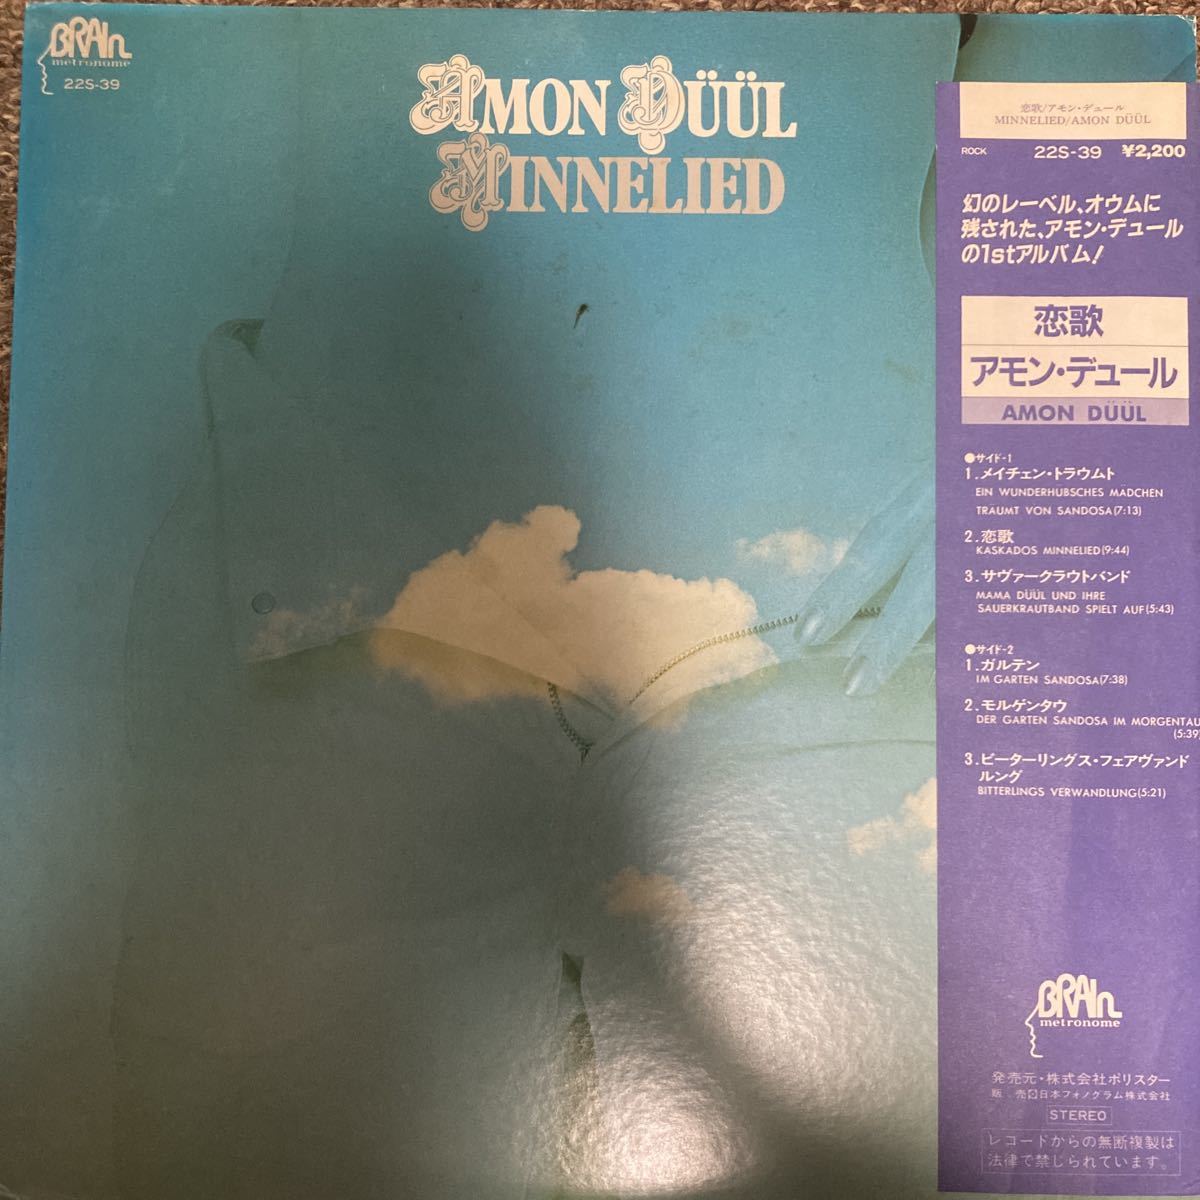 BRAIn
metronome
22S-39
AMON DÜÜL
MINNELIED
恋歌/アモン・デュール
MINNELIED/AMON DÜÜL
ROCK 22S-39 ¥2,200
幻のレーベル、オウムに
残された、アモン・デュール
の1stアルバム!
恋歌
アモン・デュール
AMON DÜÜL
●サイド-1
1.メイチェン・トラウムト
EIN WUNDERHUBSCHES MADCHEN
TRAUMT VON SANDOSA(7:13)
2.恋歌
KASKADOS MINNELIED(9:44)
3.サヴァークラウトバンド
MAMA DÜÜL UND IHRE
SAUERKRAUTBAND SPIELT AUF(5:43)
●サイド-2
1.ガルテン
IM GARTEN SANDOSA(7:38)
2.モルゲンタウ
DER GARTEN SANDOSA IM MORGENTAU
(5:39)
3.ビーターリングス・フェアヴァンド
ルング
BITTERLINGS VERWANDLUNG(5:21)
BRAIn
metronome
発売元・株式会社ポリスター
販売 日本フォノグラム株式会社
STEREO
レコードからの無断複製は
法律で禁じられています。